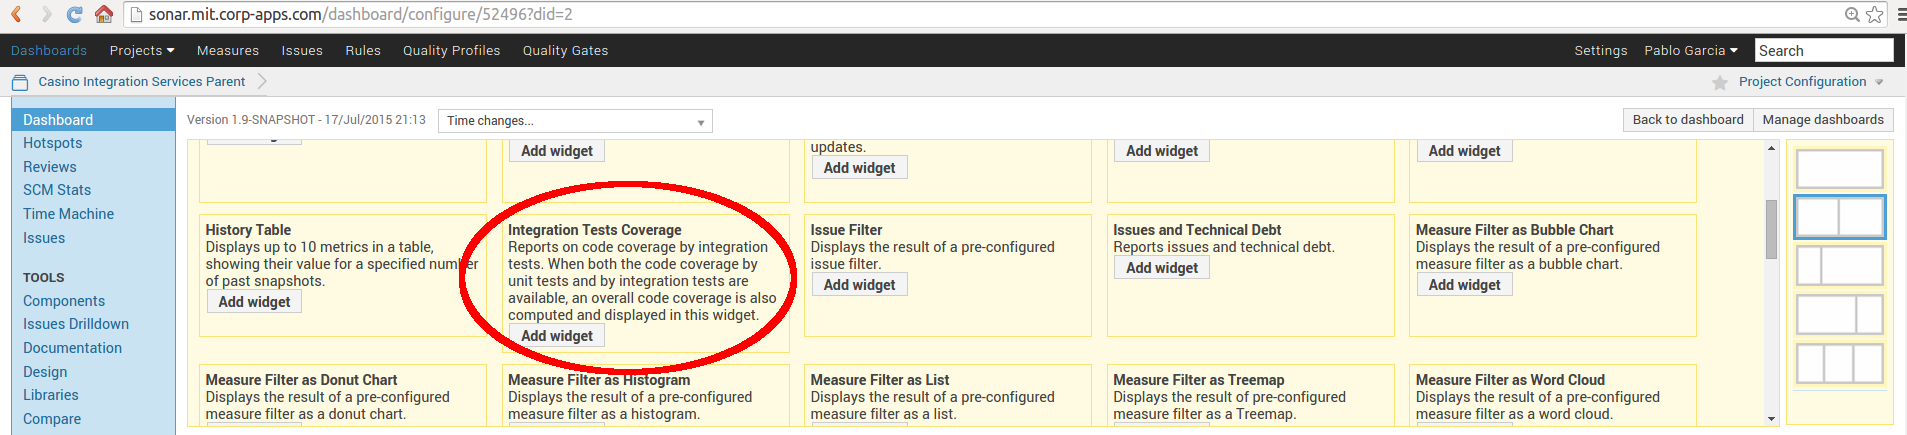 sonar.mit.corp-apps.com/dashboard/configure/52496?did=2
Dashboards Projects Measures Issues Rules Quality Profiles Quality Gates Settings Pablo Garcia Search
Casino Integration Services Parent Project Configuration
Dashboard
Hotspots
Reviews
SCM Stats
Time Machine
Issues
TOOLS
Components
Issues Drilldown
Documentation
Design
Libraries
Compare
Version 1.9-SNAPSHOT - 17/Jul/2015 21:13 Time changes... Back to dashboard Manage dashboards
Add widget
updates.
Add widget
Add widget
Add widget
History Table
Displays up to 10 metrics in a table,
showing their value for a specified number
of past snapshots.
Add widget
Integration Tests Coverage
Reports on code coverage by integration
tests. When both the code coverage by
unit tests and by integration tests are
available, an overall code coverage is also
computed and displayed in this widget.
Add widget
Issue Filter
Displays the result of a pre-configured
issue filter.
Add widget
Issues and Technical Debt
Reports issues and technical debt.
Add widget
Measure Filter as Bubble Chart
Displays the result of a pre-configured
measure filter as a bubble chart.
Add widget
Measure Filter as Donut Chart
Displays the result of a pre-configured
measure filter as a donut chart.
Measure Filter as Histogram
Displays the result of a pre-configured
measure filter as a histogram.
Measure Filter as List
Displays the result of a pre-configured
measure filter as a list.
Measure Filter as Treemap
Displays the result of a pre-configured
measure filter as a Treemap.
Measure Filter as Word Cloud
Displays the result of a pre-configured
measure filter as a word cloud.